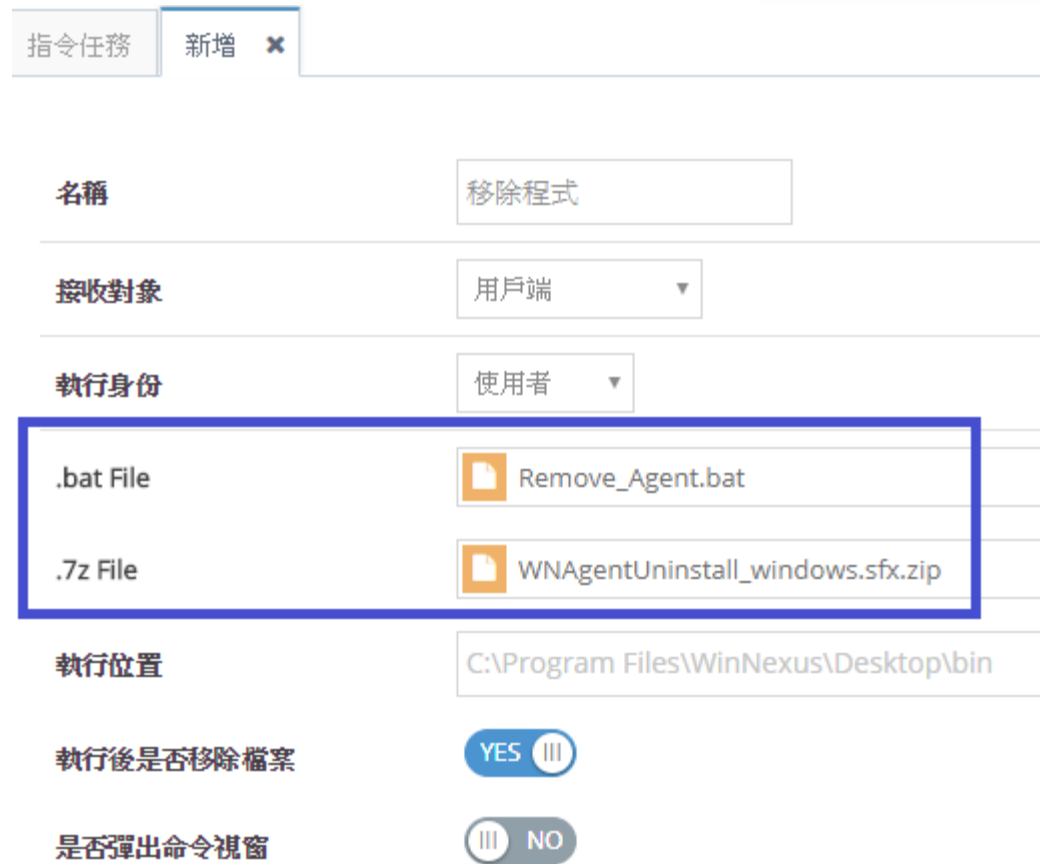 指令任務 新增 ✖
名稱 移除程式
接收對象 用戶端
執行身份 使用者
.bat File Remove_Agent.bat
.7z File WNAgentUninstall_windows.sfx.zip
執行位置 C:\Program Files\WinNexus\Desktop\bin
執行後是否移除檔案 YES
是否彈出命令視窗 NO